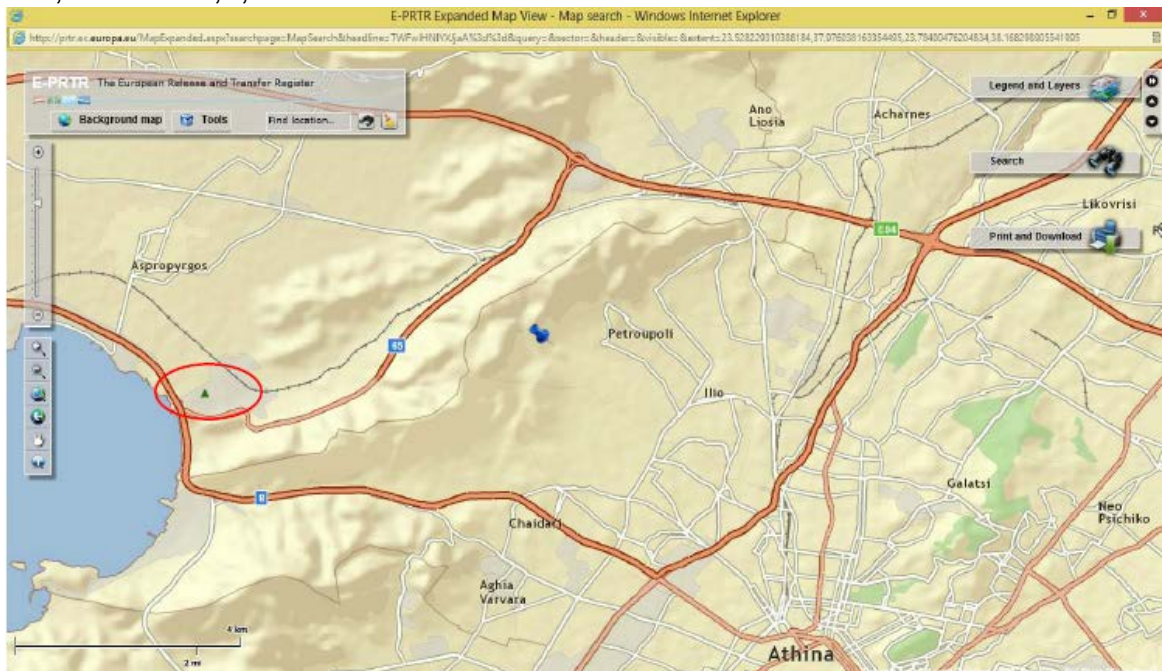 E-PRTR Expanded Map View - Map search - Windows Internet Explorer
E-PRTR The European Release and Transfer Register
Background map
Tools
Find location...
Legend and Layers
Search
Print and Download
Ano
Liosia
Acharnes
Likovrisi
Aspropyrgos
65
Petroupoli
Ilio
8
Galatsi
Neo
Psichiko
Chaidari
Aghia
Varvara
Athina
4 km
2 mi